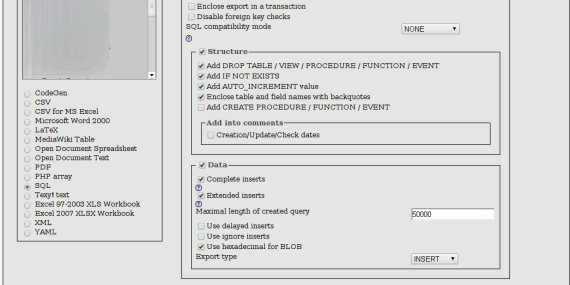 Enclose export in a transaction
Disable foreign key checks
SQL compatibility mode
NONE
Structure
Add DROP TABLE / VIEW / PROCEDURE / FUNCTION / EVENT
Add IF NOT EXISTS
Add AUTO_INCREMENT value
Enclose table and field names with backquotes
Add CREATE PROCEDURE / FUNCTION / EVENT
Add into comments
Creation/Update/Check dates
CodeGen
CSV
CSV for MS Excel
Microsoft Word 2000
LaTeX
MediaWiki Table
Open Document Spreadsheet
Open Document Text
PDF
PHP array
SQL
Texy! text
Excel 97-2003 XLS Workbook
Excel 2007 XLSX Workbook
XML
YAML
Data
Complete inserts
Extended inserts
Maximal length of created query
50000
Use delayed inserts
Use ignore inserts
Use hexadecimal for BLOB
Export type
INSERT